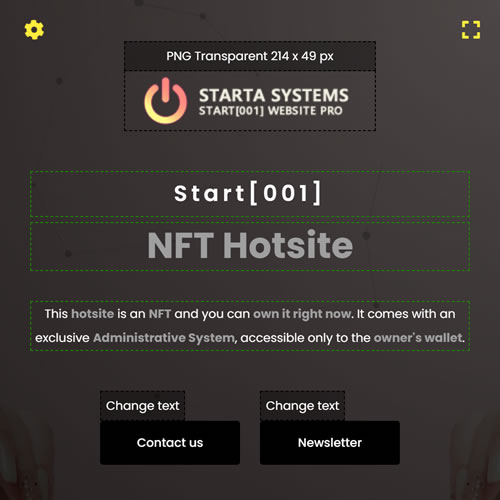 PNG Transparent 214 x 49 px
STARTA SYSTEMS
START[001] WEBSITE PRO
Start[001]
NFT Hotsite
This hotsite is an NFT and you can own it right now. It comes with an
exclusive Administrative System, accessible only to the owner's wallet.
Change text
Change text
Contact us
Newsletter